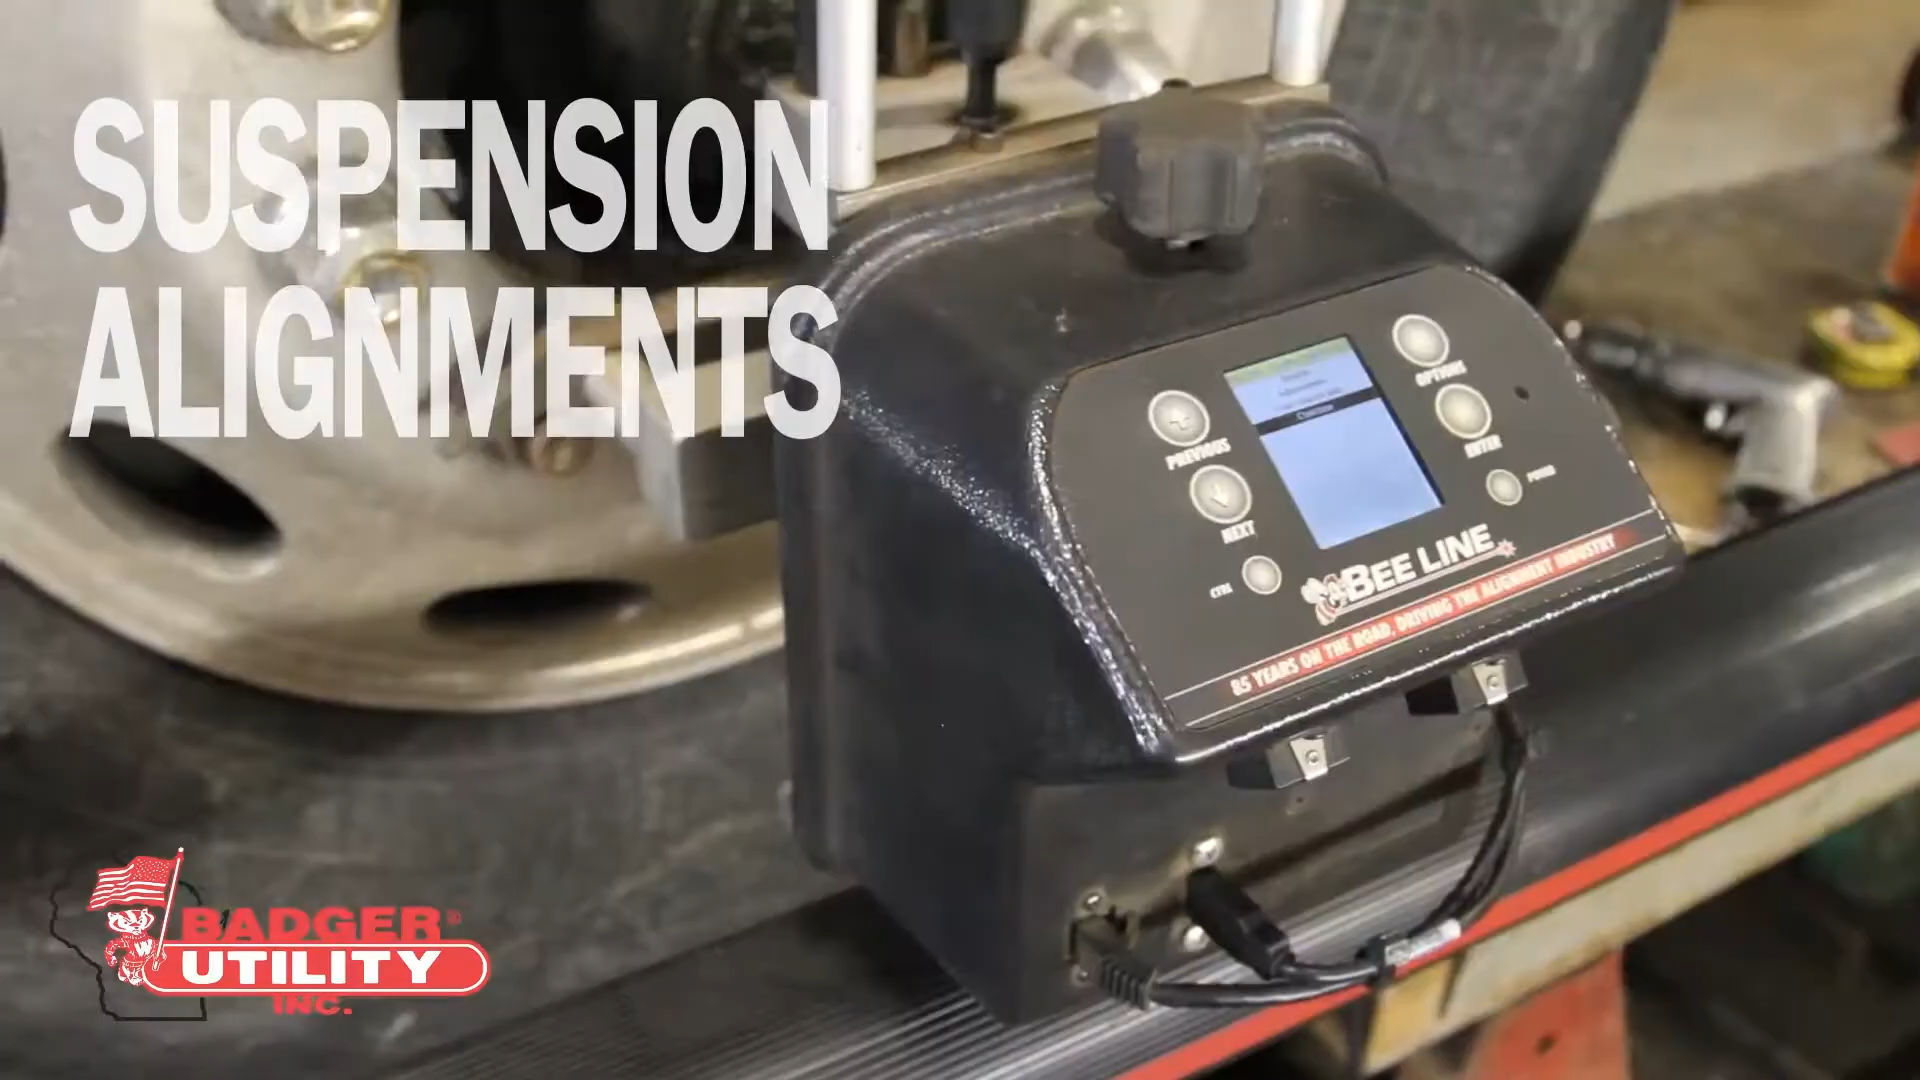 SUSPENSION
ALIGNMENTS
OPTIONS
PREVIOUS
ENTER
POWER
NEXT
CTRL
BEE LINE
85 YEARS ON THE ROAD, DRIVING THE ALIGNMENT INDUSTRY
BADGER®
UTILITY
INC.